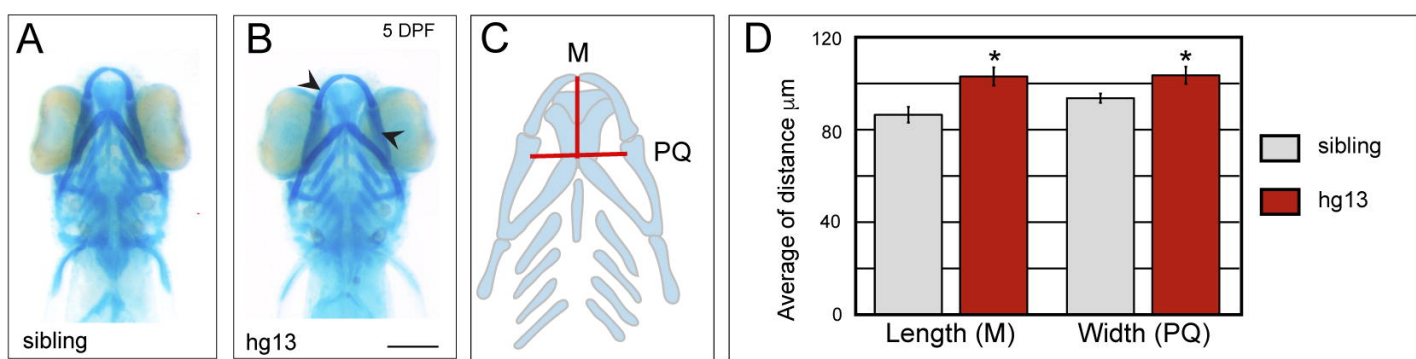 A
sibling
B
5 DPF
hg13
C
M
PQ
D
Average of distance μm
120
80
40
0
*
*
Length (M)
Width (PQ)
sibling
hg13